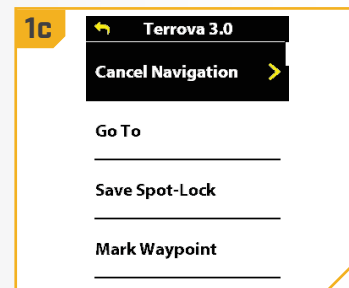 1c
Terrova 3.0
Cancel Navigation
Go To
Save Spot-Lock
Mark Waypoint